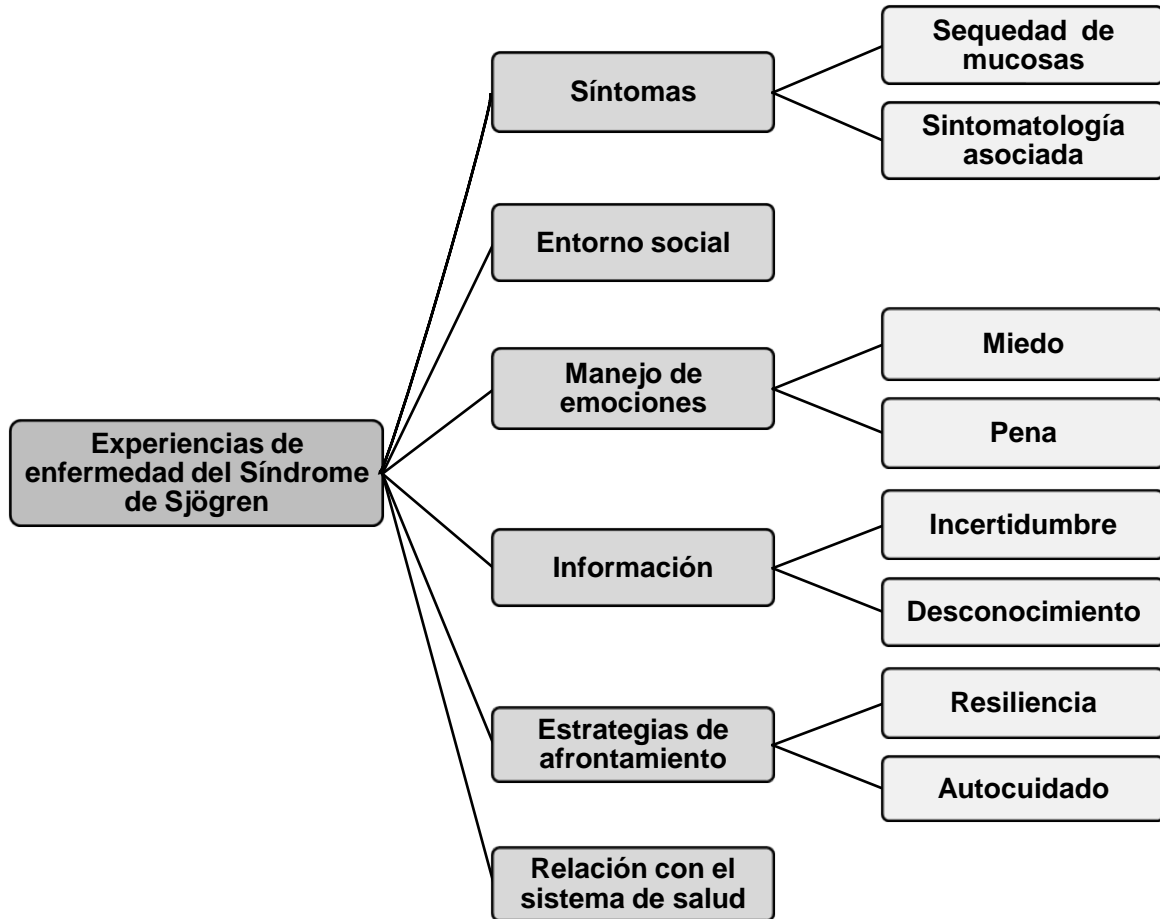 Experiencias de
enfermedad del Síndrome
de Sjögren
Síntomas
Sequedad de
mucosas
Sintomatología
asociada
Entorno social
Manejo de
emociones
Miedo
Pena
Información
Incertidumbre
Desconocimiento
Estrategias de
afrontamiento
Resiliencia
Autocuidado
Relación con el
sistema de salud